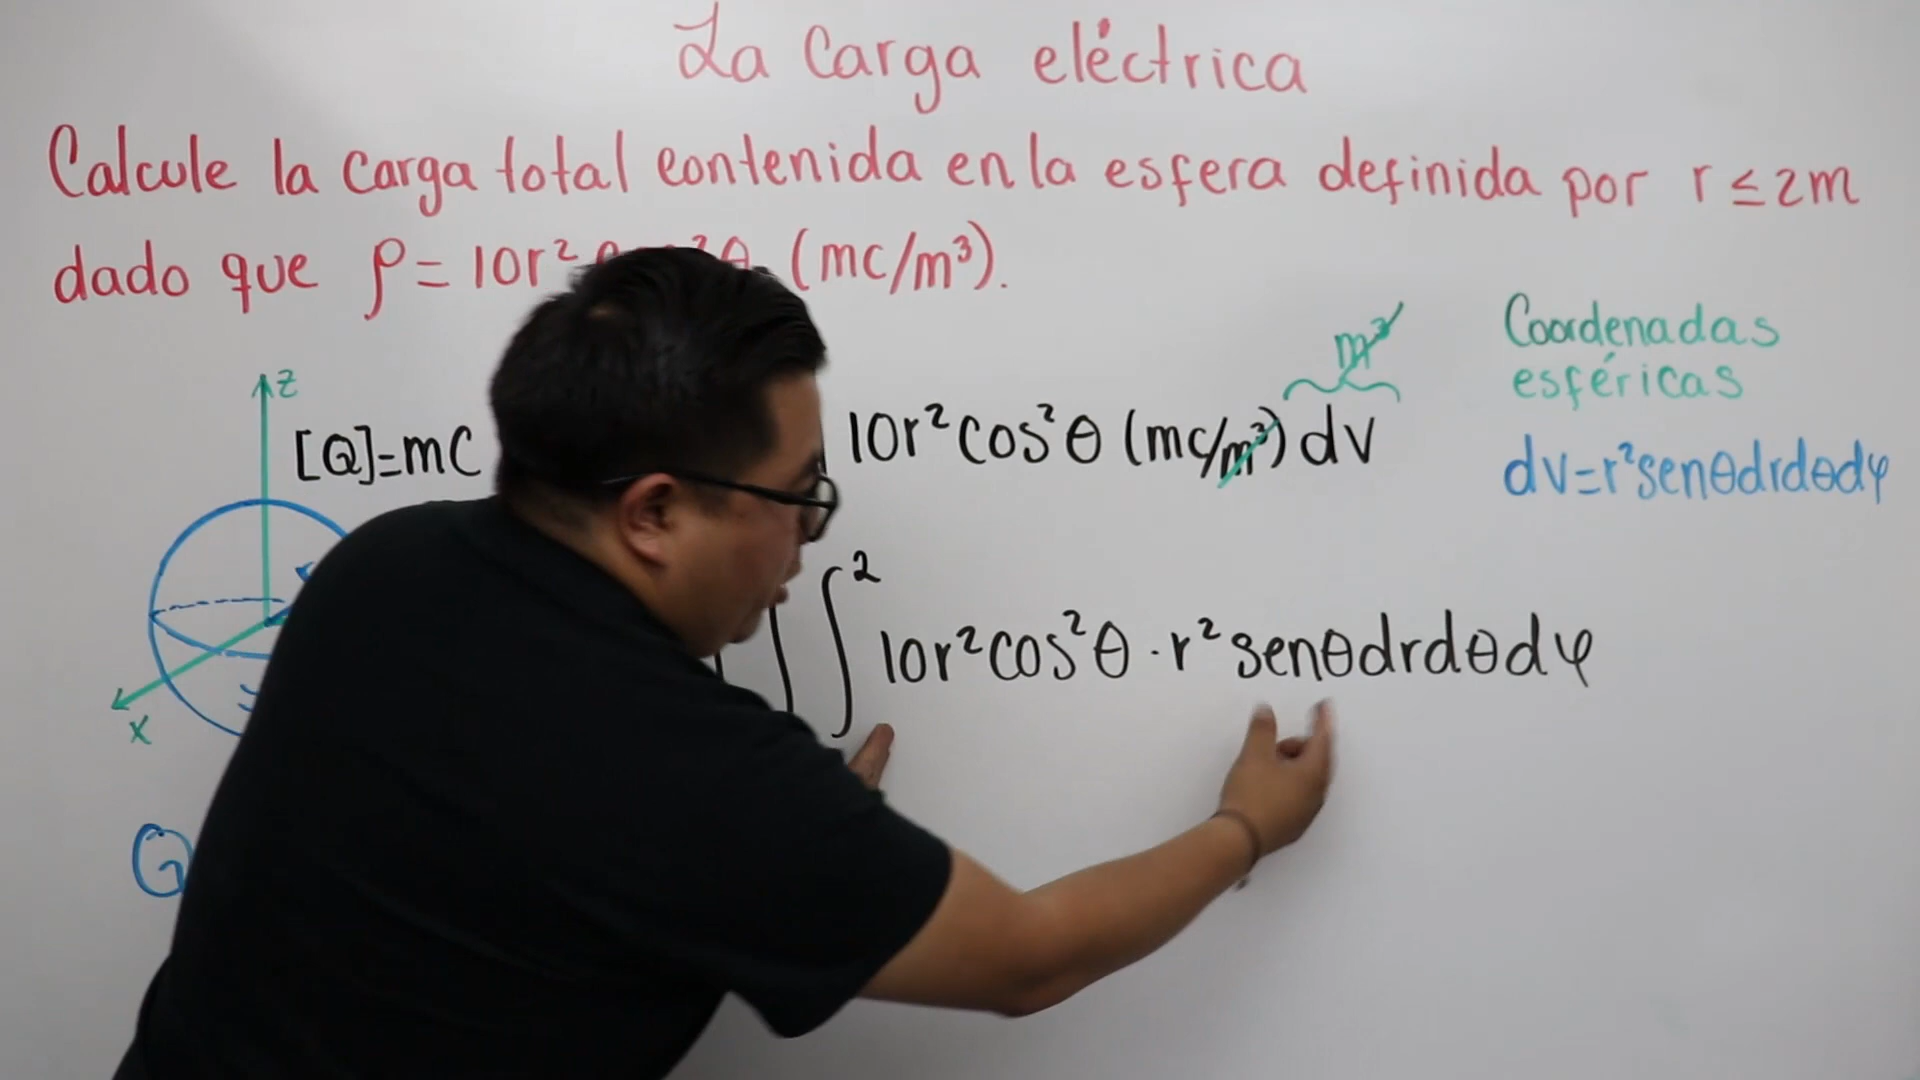 La carga eléctrica
Calcule la carga total contenida en la esfera definida por r ≤ 2m
dado que ρ = 10r² θ (mc/m³).
m³
Coordenadas
esféricas
z
[Q]=mC
10r²cos²θ (mc/m³) dv
dv=r²senθdrdθdφ
∫∫² 10r²cos²θ · r²senθdrdθdφ
x
Q